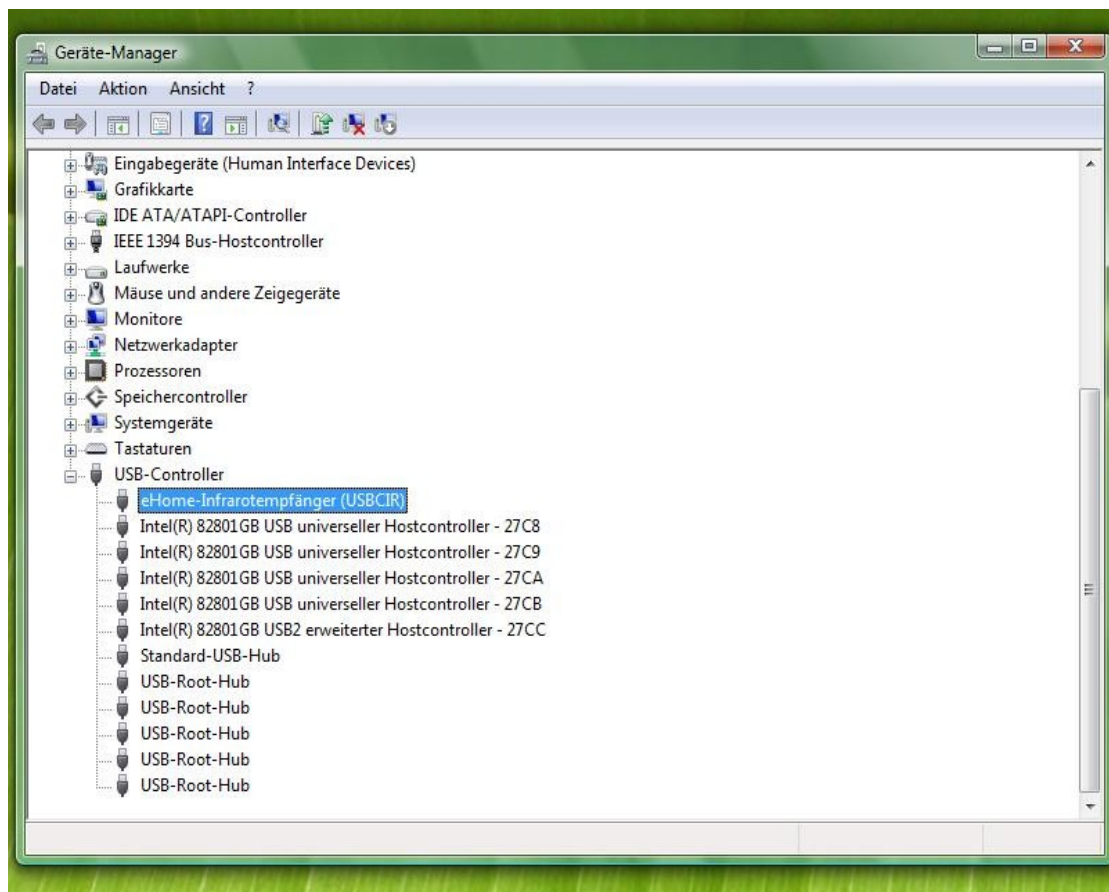 Geräte-Manager
X
Datei Aktion Ansicht ?
?
Eingabegeräte (Human Interface Devices)
Grafikkarte
IDE ATA/ATAPI-Controller
IEEE 1394 Bus-Hostcontroller
Laufwerke
Mäuse und andere Zeigegeräte
Monitore
Netzwerkadapter
Prozessoren
Speichercontroller
Systemgeräte
Tastaturen
USB-Controller
eHome-Infrarotempfänger (USBCIR)
Intel(R) 82801GB USB universeller Hostcontroller - 27C8
Intel(R) 82801GB USB universeller Hostcontroller - 27C9
Intel(R) 82801GB USB universeller Hostcontroller - 27CA
Intel(R) 82801GB USB universeller Hostcontroller - 27CB
Intel(R) 82801GB USB2 erweiterter Hostcontroller - 27CC
Standard-USB-Hub
USB-Root-Hub
USB-Root-Hub
USB-Root-Hub
USB-Root-Hub
USB-Root-Hub